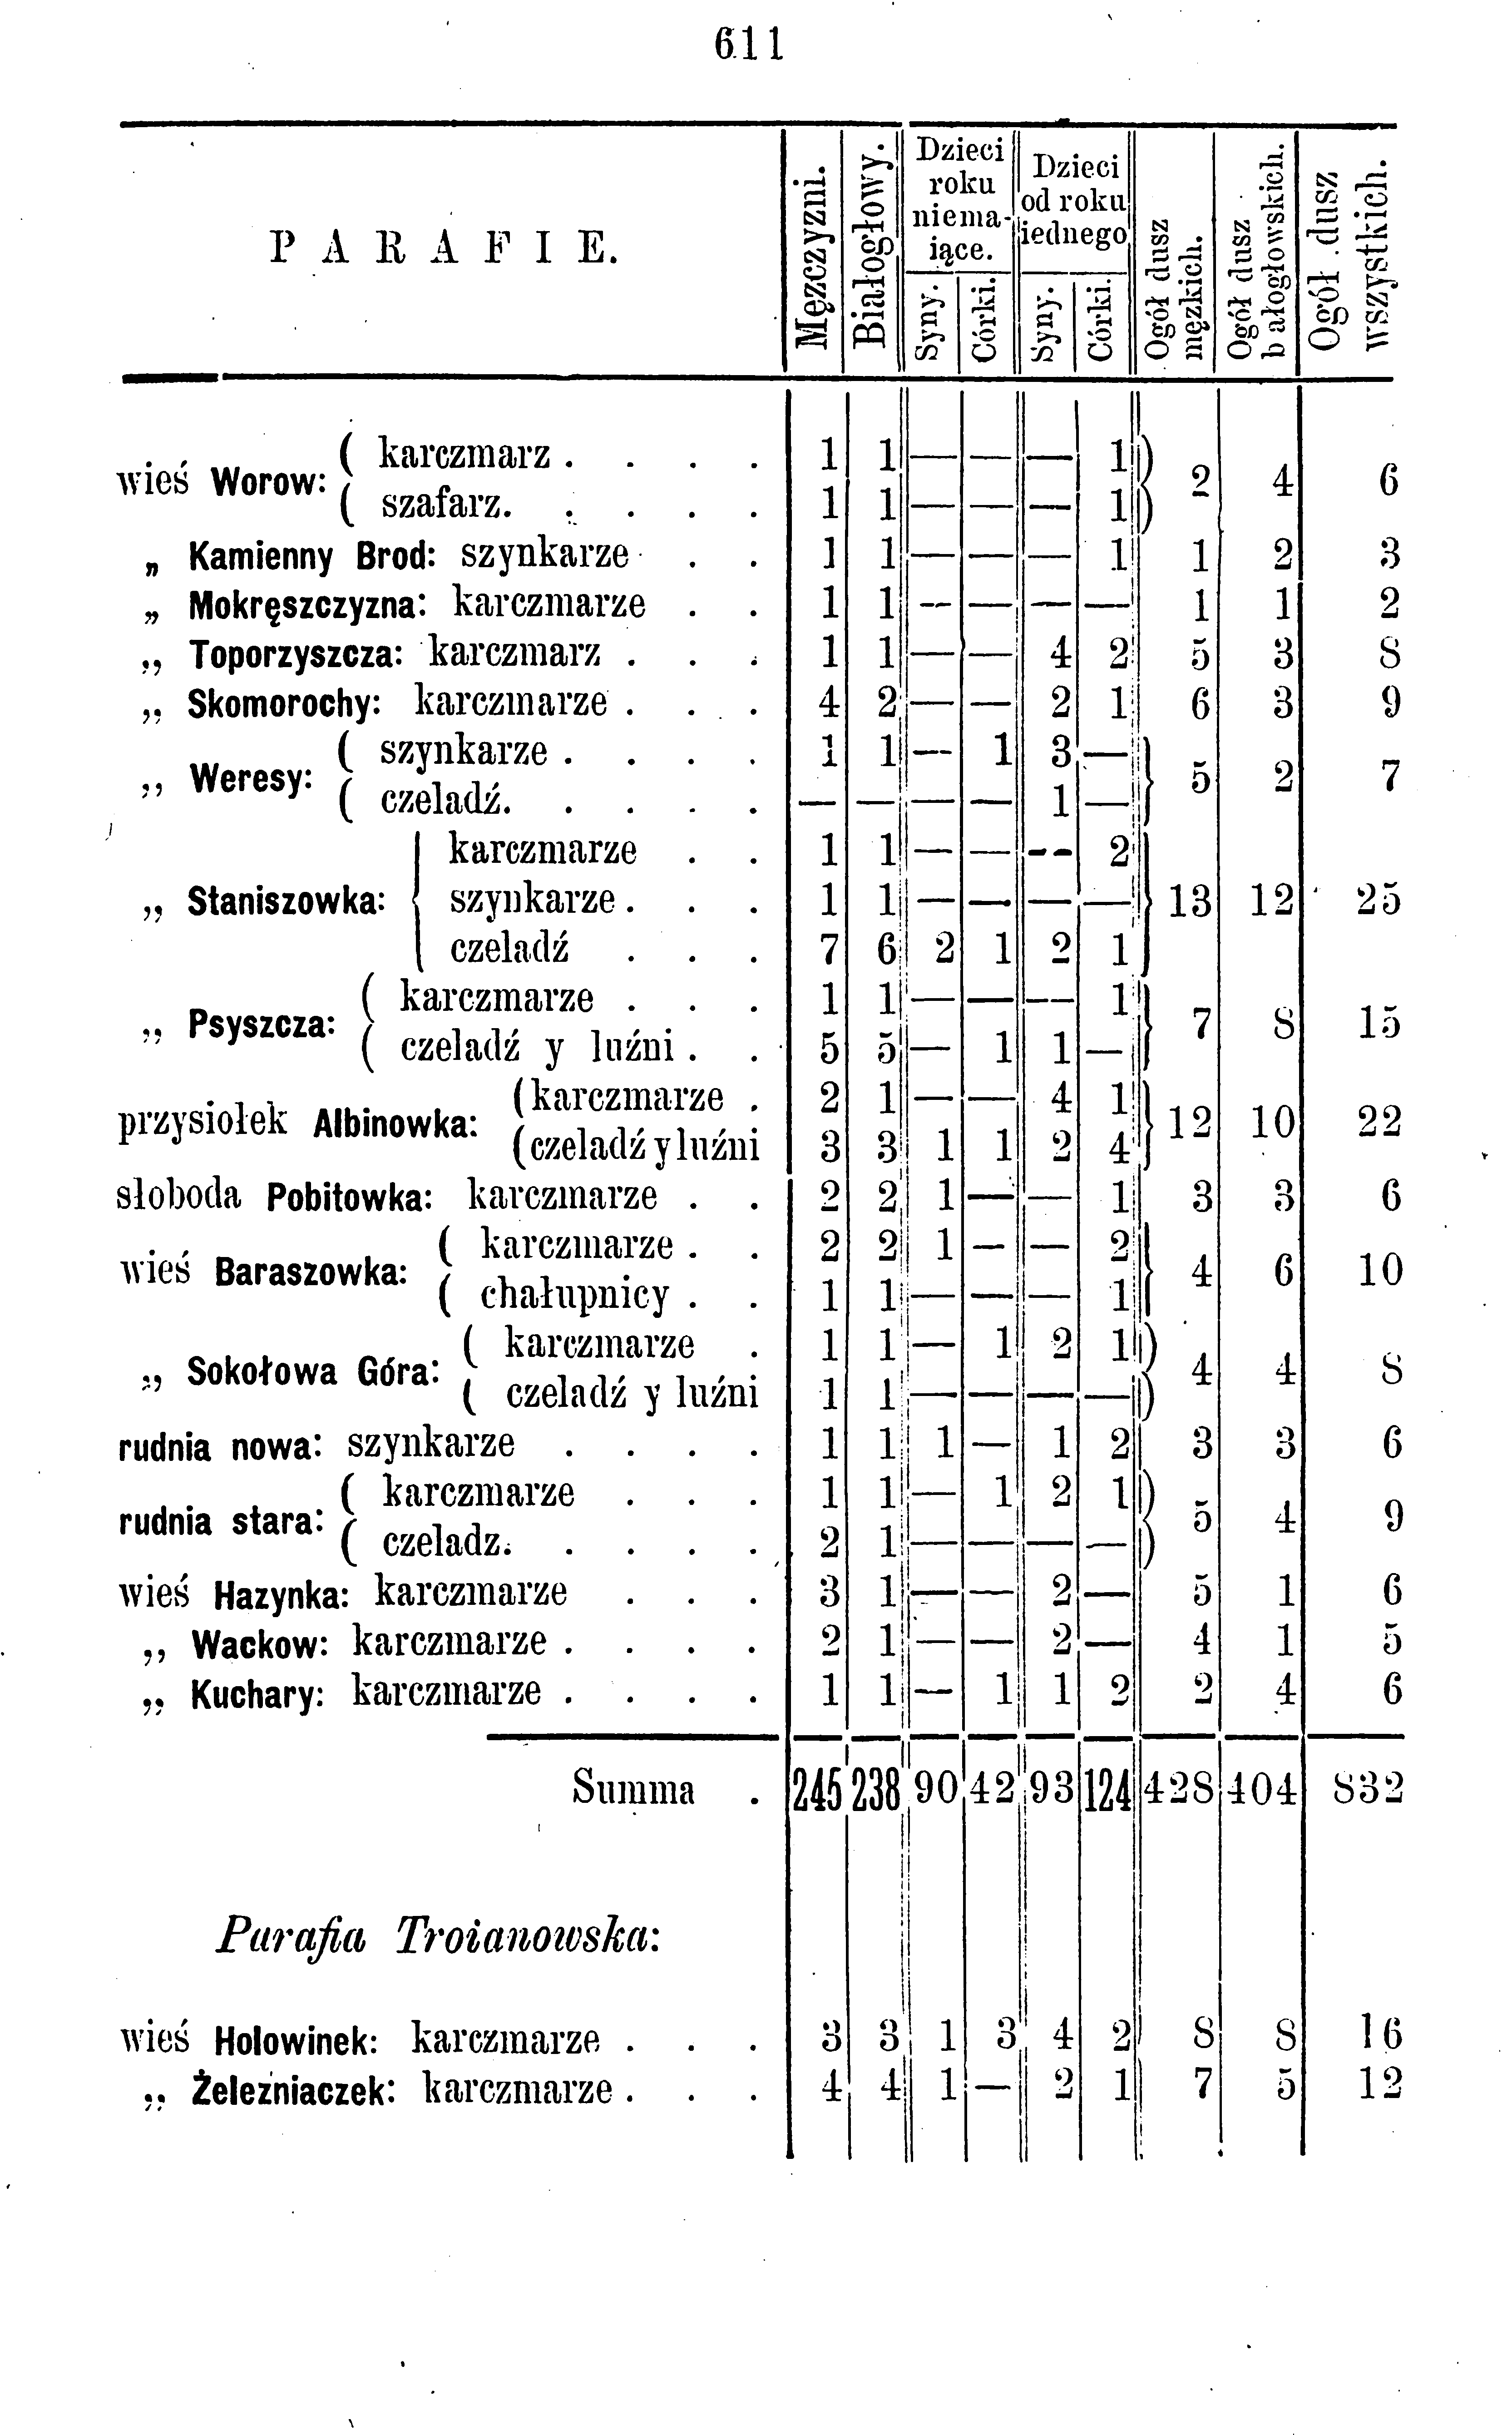 611
PARAFIE.
Męzczyzni.
Białogłowy.
Dzieci roku niema- iące.
Syny.
Córki.
Dzieci od roku iednego
Syny.
Córki.
Ogół dusz męzkich.
Ogół dusz b ałogłowskich.
Ogół dusz wszystkich.
wieś Worow: ( karczmarz . . . . 1 1 — — — 1 ) 2 4 6
( szafarz. . . . . 1 1 — — — 1 )
„ Kamienny Brod: szynkarze . . 1 1 — — — 1 1 2 3
„ Mokręszczyzna: karczmarze . . 1 1 — — — — 1 1 2
„ Toporzyszcza: karczmarz . . . 1 1 — — 4 2 5 3 8
„ Skomorochy: karczmarze . . . 4 2 — — 2 1 6 3 9
„ Weresy: ( szynkarze . . . . 1 1 — 1 3 — } 5 2 7
( czeladź. . . . . — — — — 1 —
„ Staniszowka: { karczmarze . . 1 1 — — — 2 } 13 12 25
szynkarze . . . 1 1 — — — —
czeladź . . . 7 6 2 1 2 1
„ Psyszcza: ( karczmarze . . . 1 1 — — — 1 } 7 8 15
( czeladź y luźni . . 5 5 — 1 1 —
przysiołek Albinowka: (karczmarze . 2 1 — — 4 1 } 12 10 22
(czeladź y luźni 3 3 1 1 2 4
słoboda Pobitowka: karczmarze . . 2 2 1 — — 1 3 3 6
wieś Baraszowka: ( karczmarze . . 2 2 1 — — 2 } 4 6 10
( chałupnicy . . 1 1 — — — 1
„ Sokołowa Góra: ( karczmarze . 1 1 — 1 2 1 ) 4 4 8
( czeladź y luźni 1 1 — — — — )
rudnia nowa: szynkarze . . . . 1 1 1 — 1 2 3 3 6
rudnia stara: ( karczmarze . . . 1 1 — 1 2 1 ) 5 4 9
( czeladz. . . . . 2 1 — — — — )
wieś Hazynka: karczmarze . . . 3 1 — — 2 — 5 1 6
„ Wackow: karczmarze . . . . 2 1 — — 2 — 4 1 5
„ Kuchary: karczmarze . . . . 1 1 — 1 1 2 2 4 6
Summa . 245 238 90 42 93 124 428 404 832
Parafia Troianowska:
wieś Holowinek: karczmarze . . . 3 3 1 3 4 2 8 8 16
„ Żelezniaczek: karczmarze . . . 4 4 1 — 2 1 7 5 12